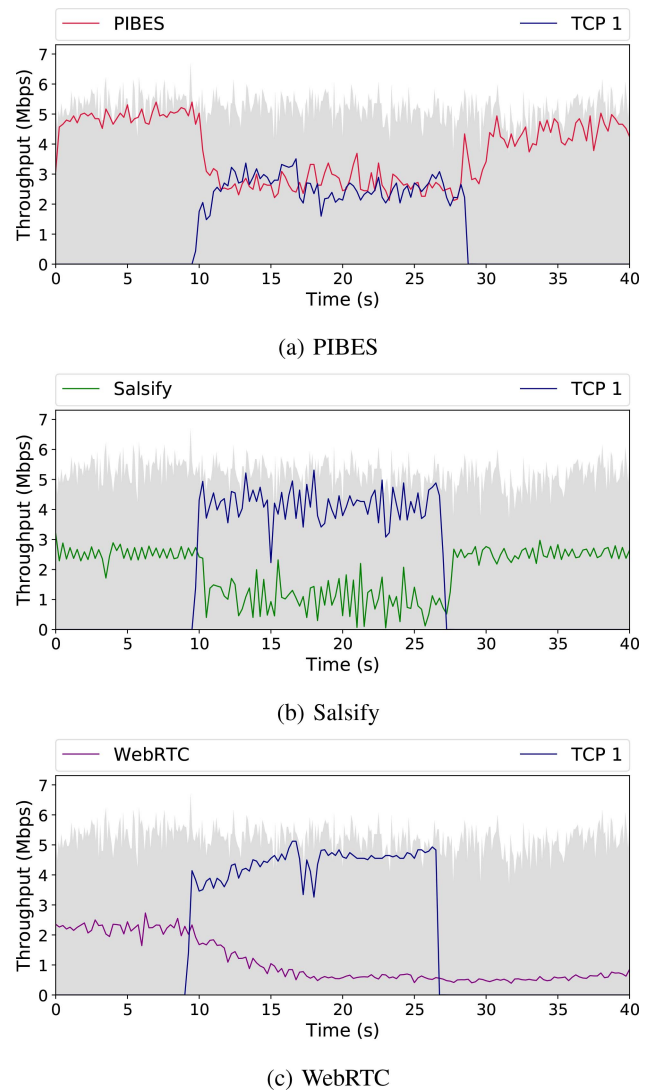 PIBES TCP 1
7
6
5
4
3
2
1
0
Throughput (Mbps)
0 5 10 15 20 25 30 35 40
Time (s)
(a) PIBES
Salsify TCP 1
7
6
5
4
3
2
1
0
Throughput (Mbps)
0 5 10 15 20 25 30 35 40
Time (s)
(b) Salsify
WebRTC TCP 1
7
6
5
4
3
2
1
0
Throughput (Mbps)
0 5 10 15 20 25 30 35 40
Time (s)
(c) WebRTC